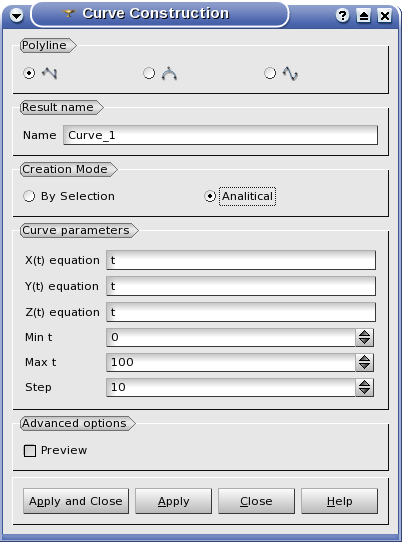 Curve Construction
Polyline
Result name
Name Curve_1
Creation Mode
By Selection Analitical
Curve parameters
X(t) equation t
Y(t) equation t
Z(t) equation t
Min t 0
Max t 100
Step 10
Advanced options
Preview
Apply and Close Apply Close Help